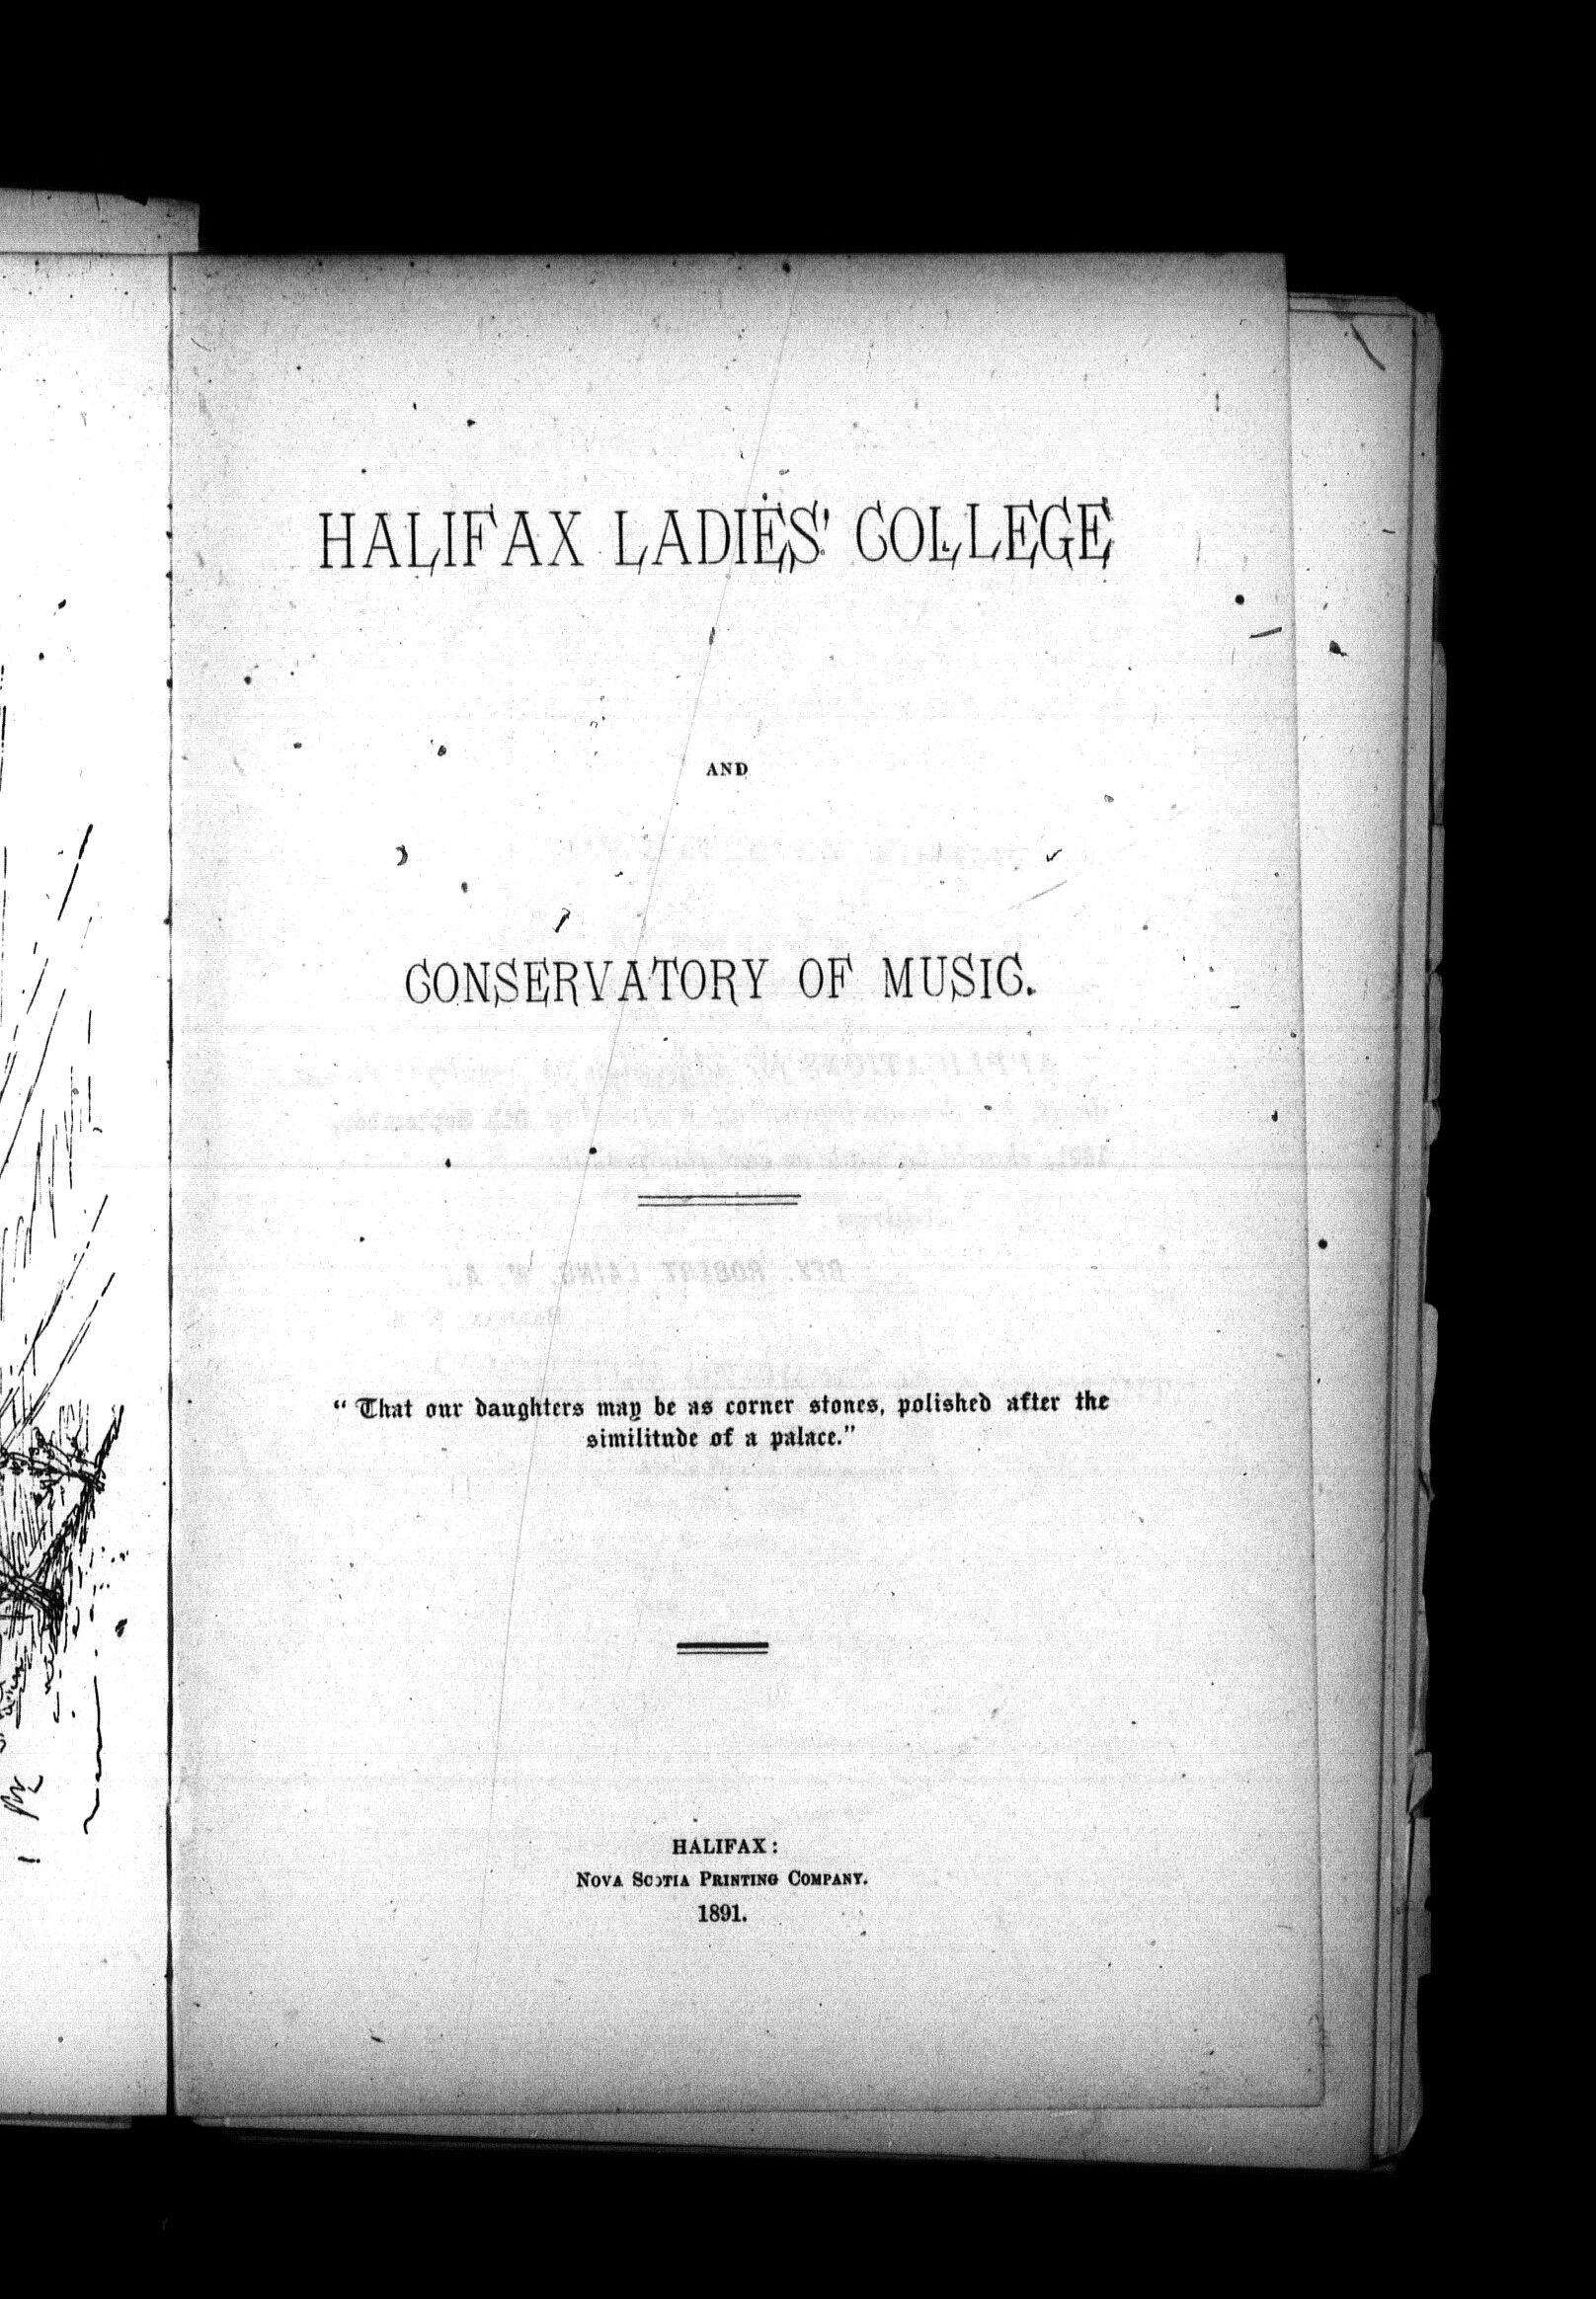 HALIFAX LADIES' COLLEGE
AND
CONSERVATORY OF MUSIC.
“That our daughters may be as corner stones, polished after the
similitude of a palace.”
HALIFAX:
NOVA SCOTIA PRINTING COMPANY.
1891.